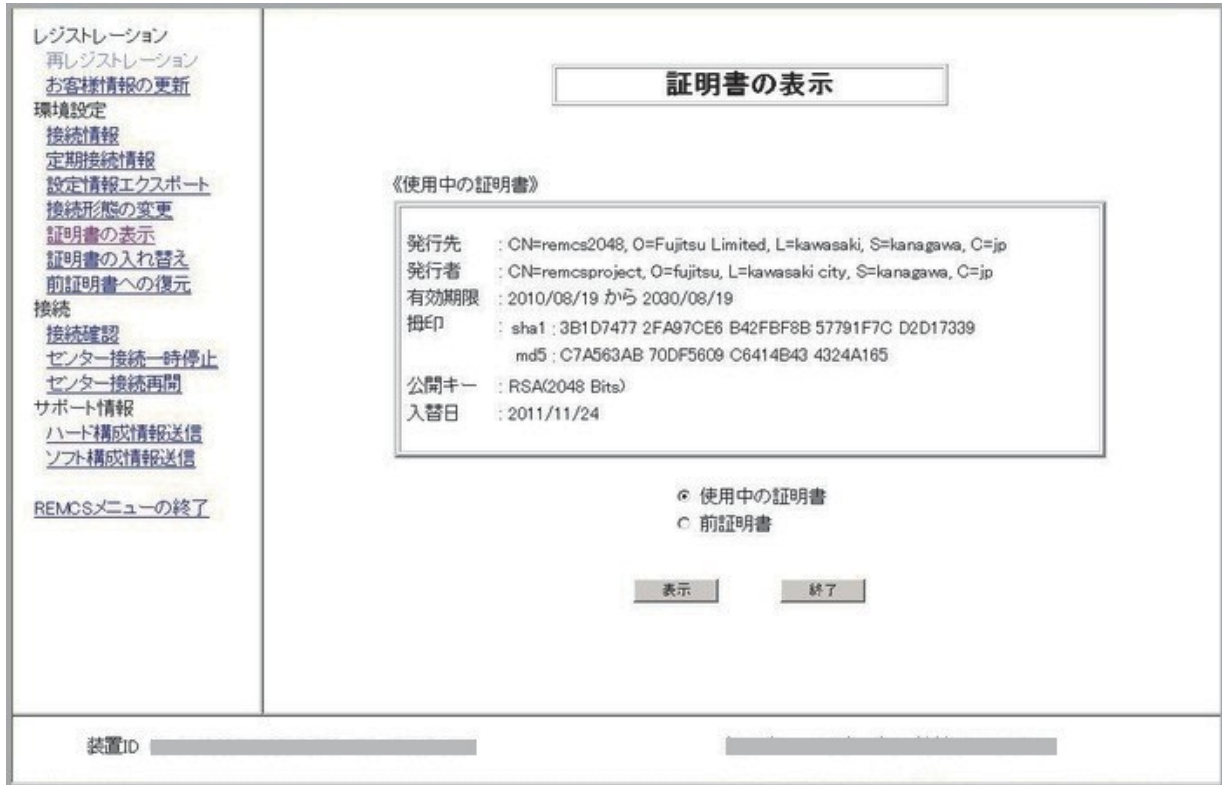 レジストレーション
再レジストレーション
お客様情報の更新
環境設定
接続情報
定期接続情報
設定情報エクスポート
接続形態の変更
証明書の表示
証明書の入れ替え
前証明書への復元
接続
接続確認
センター接続一時停止
センター接続再開
サポート情報
ハード構成情報送信
ソフト構成情報送信
REMCSメニューの終了
証明書の表示
《使用中の証明書》
発行先 : CN=remcs2048, O=Fujitsu Limited, L=kawasaki, S=kanagawa, C=jp
発行者 : CN=remcsproject, O=fujitsu, L=kawasaki city, S=kanagawa, C=jp
有効期限 : 2010/08/19 から 2030/08/19
拇印 : sha1 : 3B1D7477 2FA97CE6 B42FBF8B 57791F7C D2D17339
md5 : C7A563AB 70DF5609 C6414B43 4324A165
公開キー : RSA(2048 Bits)
入替日 : 2011/11/24
使用中の証明書
前証明書
表示 終了
装置ID